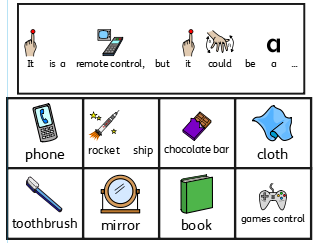 a
It is a remote control, but it could be a ...
phone rocket ship chocolate bar cloth
toothbrush mirror book games control